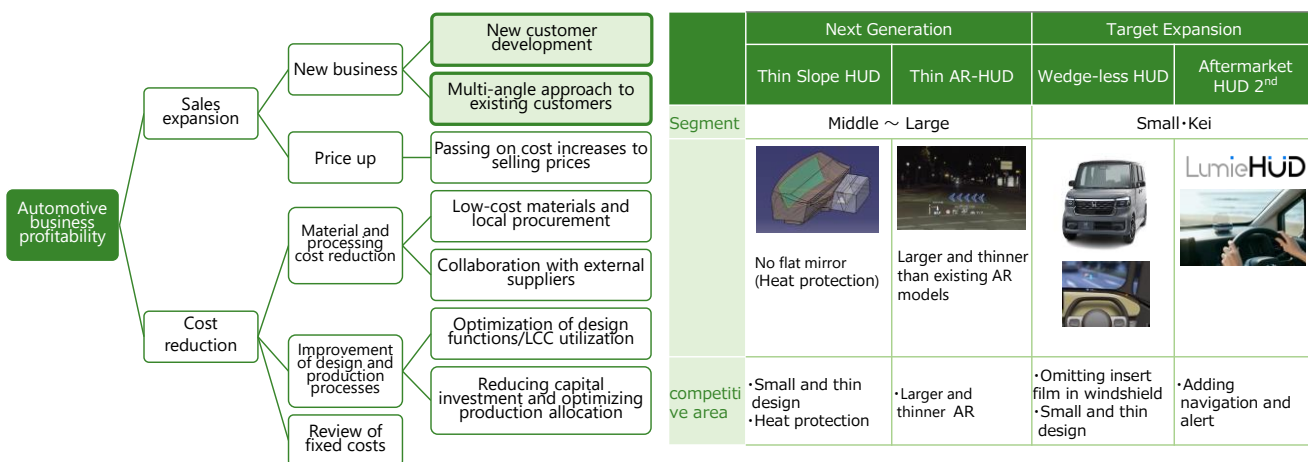 Automotive
business
profitability
Sales
expansion
Cost
reduction
New business
Price up
Material and
processing
cost reduction
Improvement
of design and
production
processes
Review of
fixed costs
New customer
development
Multi-angle approach to
existing customers
Passing on cost increases to
selling prices
Low-cost materials and
local procurement
Collaboration with external
suppliers
Optimization of design
functions/LCC utilization
Reducing capital
investment and optimizing
production allocation
Next Generation
Target Expansion
Thin Slope HUD
Thin AR-HUD
Wedge-less HUD
Aftermarket
HUD 2nd
Segment
Middle ~ Large
Small・Kei
LumieHUD
No flat mirror
(Heat protection)
Larger and thinner
than existing AR
models
competiti
ve area
・Small and thin
design
・Heat protection
・Larger and
thinner AR
・Omitting insert
film in windshield
・Small and thin
design
・Adding
navigation and
alert